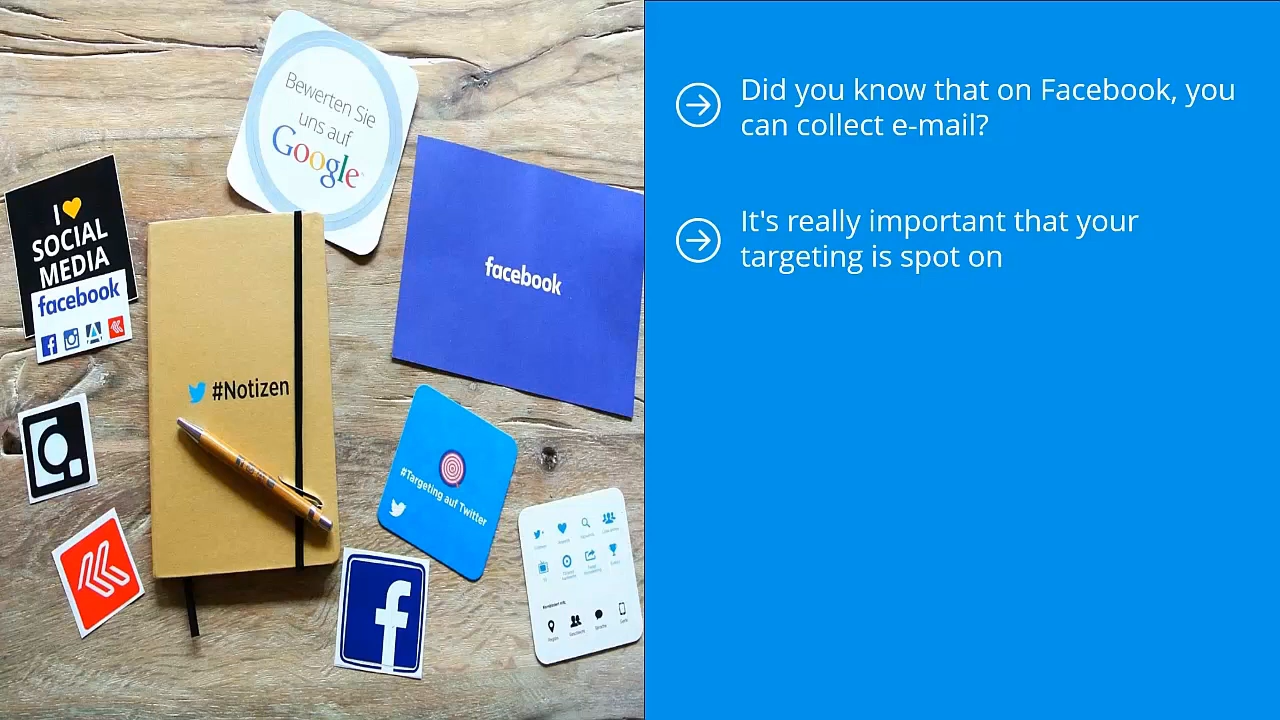 Bewerten Sie
uns auf
Google
I
SOCIAL
MEDIA
facebook
facebook
#Notizen
#Targeting auf Twitter
Did you know that on Facebook, you
can collect e-mail?
It's really important that your
targeting is spot on